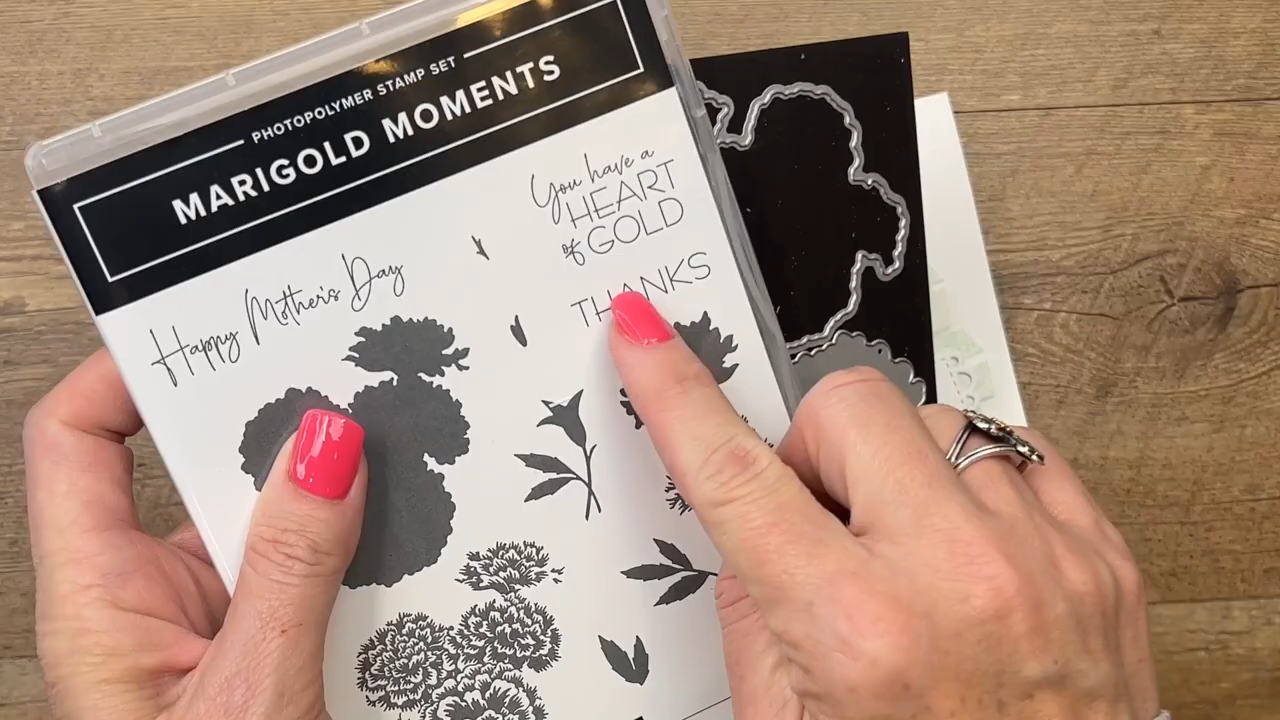 PHOTOPOLYMER STAMP SET
MARIGOLD MOMENTS
You have a
HEART
of GOLD
THANKS
Happy Mother's Day